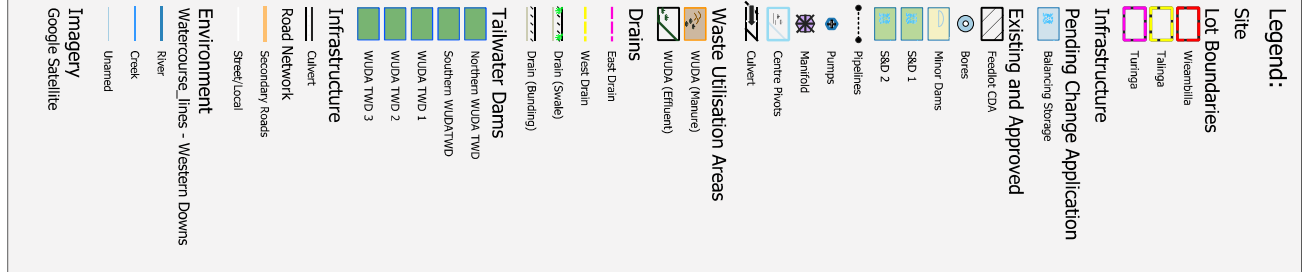 Legend:
Site
Lot Boundaries
Wieambilla
Talinga
Turinga
Infrastructure
Pending Change Application
Balancing Storage
Existing and Approved
Feedlot CDA
Bores
Minor Dams
S&D 1
S&D 2
Pipelines
Pumps
Manifold
Centre Pivots
Culvert
Waste Utilisation Areas
WUDA (Manure)
WUDA (Effluent)
Drains
East Drain
West Drain
Drain (Swale)
Drain (Bunding)
Tailwater Dams
Northern WUDA TWD
Southern WUDATWD
WUDA TWD 1
WUDA TWD 2
WUDA TWD 3
Infrastructure
Culvert
Road Network
Secondary Roads
Street/Local
Environment
Watercourse_lines - Western Downs
River
Creek
Unamed
Imagery
Google Satellite